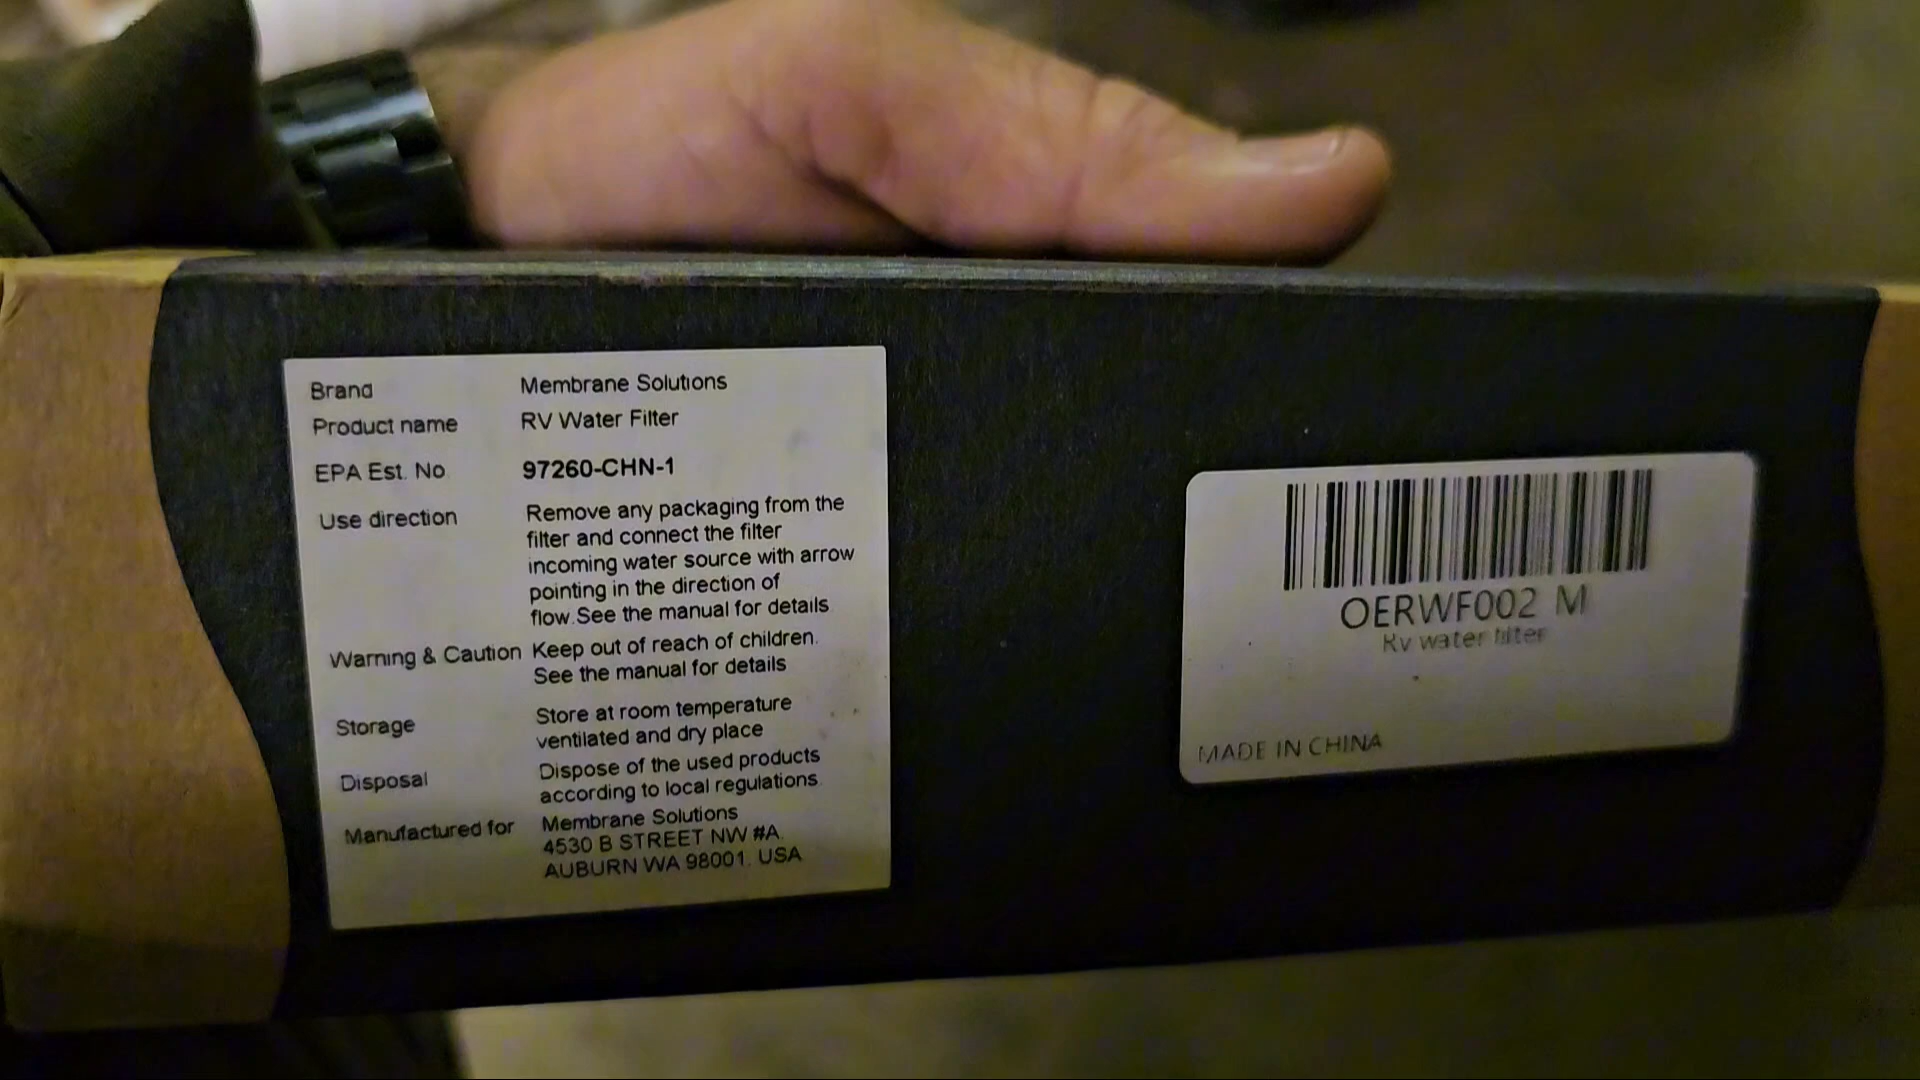 Brand Membrane Solutions
Product name RV Water Filter
EPA Est. No. 97260-CHN-1
Use direction Remove any packaging from the
filter and connect the filter
incoming water source with arrow
pointing in the direction of
flow.See the manual for details
Warning & Caution Keep out of reach of children.
See the manual for details
Storage Store at room temperature
ventilated and dry place
Disposal Dispose of the used products
according to local regulations.
Manufactured for Membrane Solutions
4530 B STREET NW #A.
AUBURN WA 98001. USA
OERWF002 M
Rv water filter
MADE IN CHINA